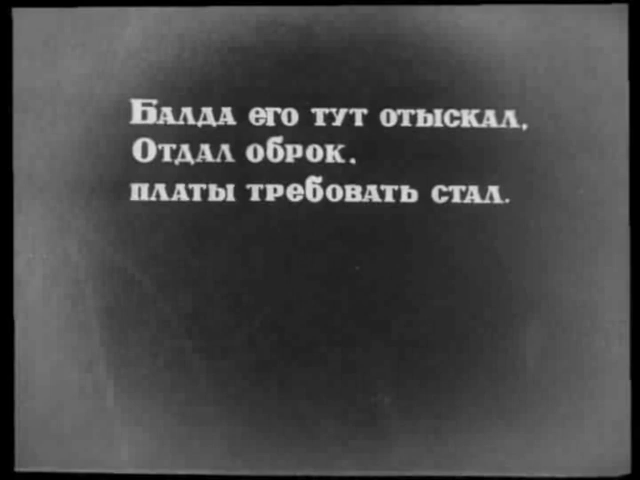 Балда его тут отыскал,
Отдал оброк,
платы требовать стал.